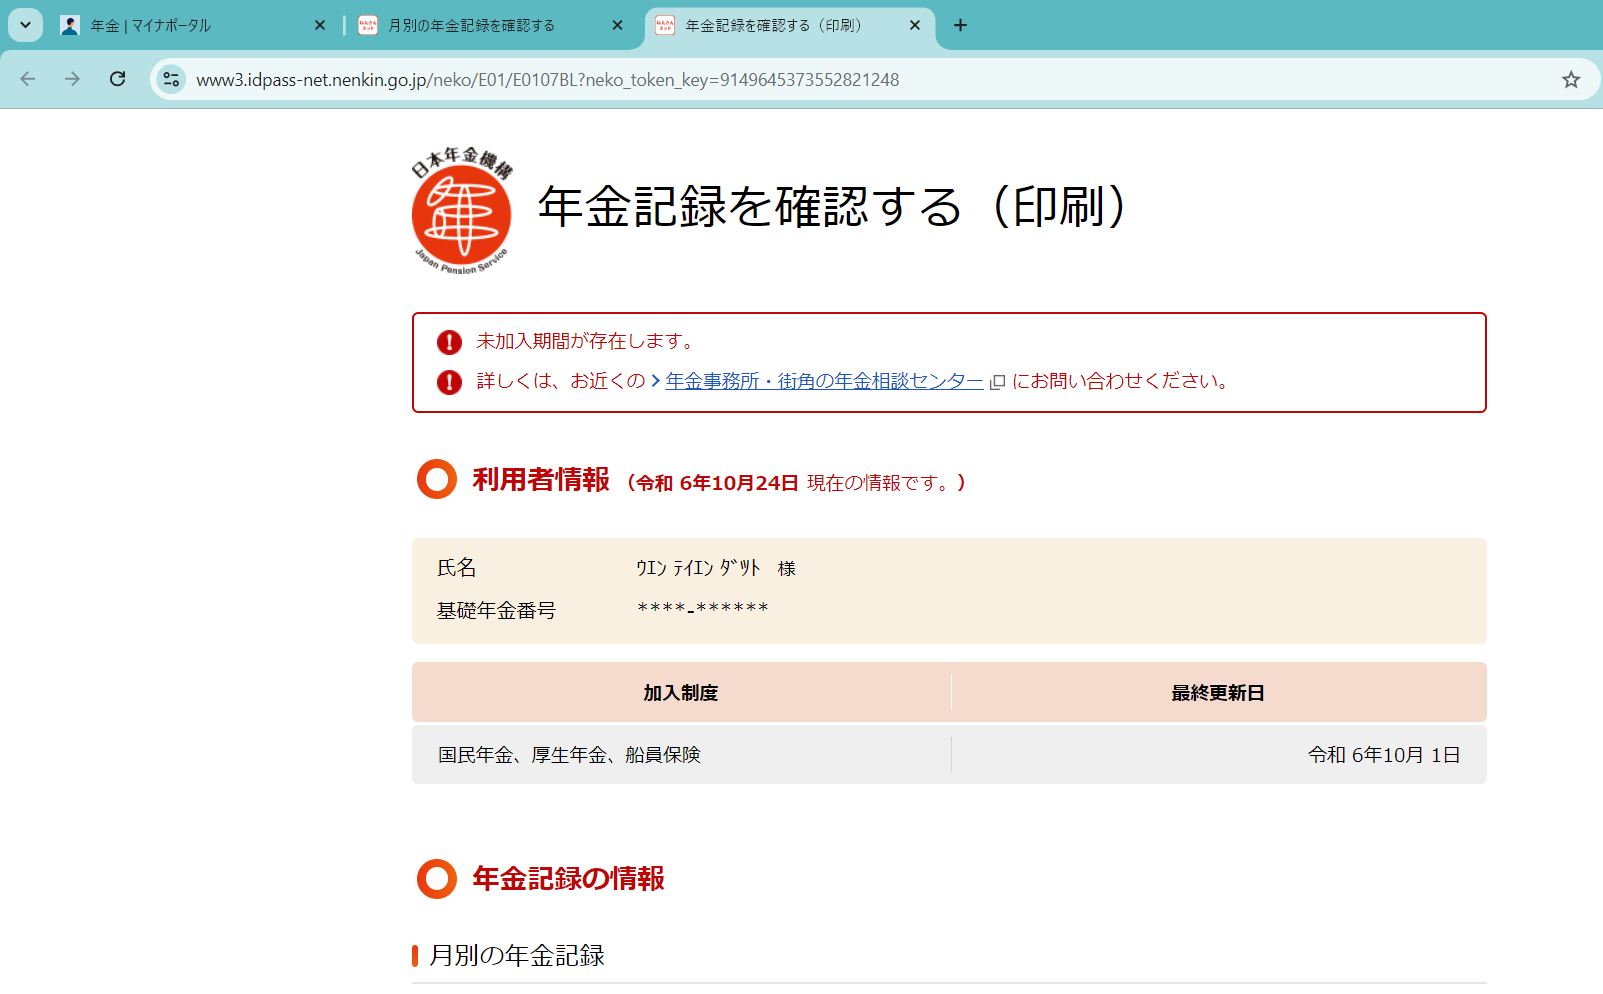 年金 | マイナポータル
月別の年金記録を確認する
年金記録を確認する（印刷）
www3.idpass-net.nenkin.go.jp/neko/E01/E0107BL?neko_token_key=9149645373552821248
日本年金機構
年
Japan Pension Service
年金記録を確認する（印刷）
未加入期間が存在します。
詳しくは、お近くの 年金事務所・街角の年金相談センター にお問い合わせください。
利用者情報 （令和 6年10月24日 現在の情報です。）
氏名 ｳｴﾝ ﾃｲｴﾝ ﾀﾞﾂﾄ 様
基礎年金番号 ****-******
加入制度 最終更新日
国民年金、厚生年金、船員保険 令和 6年10月 1日
年金記録の情報
月別の年金記録